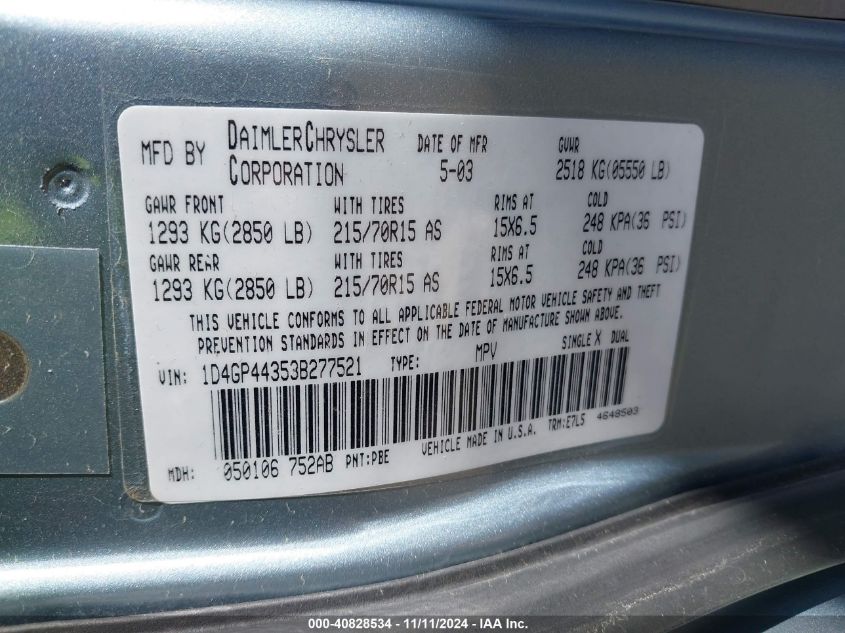 MFD BY DAIMLERCHRYSLER CORPORATION DATE OF MFR 5-03 GVWR 2518 KG(05550 LB)
GAWR FRONT WITH TIRES RIMS AT COLD
1293 KG(2850 LB) 215/70R15 AS 15X6.5 248 KPA(36 PSI)
GAWR REAR WITH TIRES RIMS AT COLD
1293 KG(2850 LB) 215/70R15 AS 15X6.5 248 KPA(36 PSI)
THIS VEHICLE CONFORMS TO ALL APPLICABLE FEDERAL MOTOR VEHICLE SAFETY AND THEFT
PREVENTION STANDARDS IN EFFECT ON THE DATE OF MANUFACTURE SHOWN ABOVE.
VIN: 1D4GP44353B277521 TYPE: MPV SINGLE X DUAL
MDH: 050106 752AB PNT:PBE VEHICLE MADE IN U.S.A. TRM:E7L5 4648503
000-40828534 - 11/11/2024 - IAAI.com